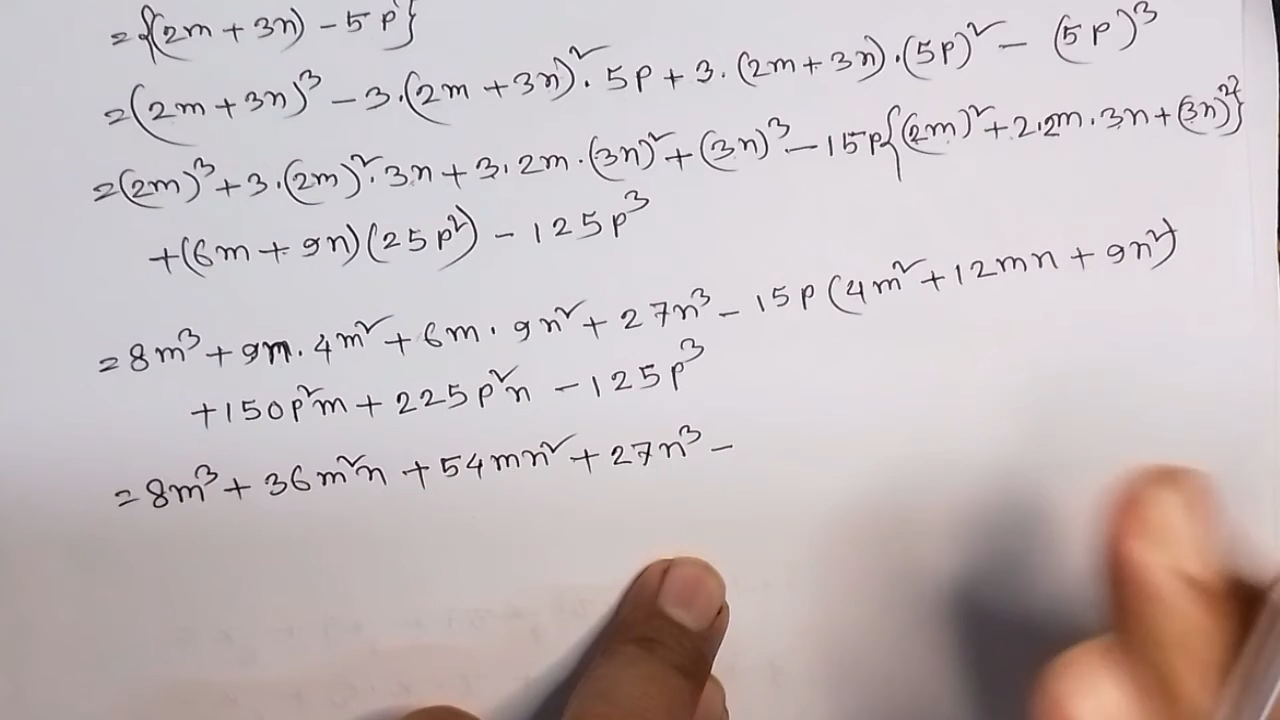 ={(2m+3n)-5p}
=(2m+3n)³-3.(2m+3n)².5p+3.(2m+3n).(5p)²-(5p)³
=(2m)³+3.(2m)².3n+3.2m.(3n)²+(3n)³-15p{(2m)²+2.2m.3n+(3n)²}
+(6m+9n)(25p²)-125p³
=8m³+9n.4m²+6m.9n²+27n³-15p(4m²+12mn+9n²)
+150p²m+225p²n-125p³
=8m³+36m²n+54mn²+27n³-